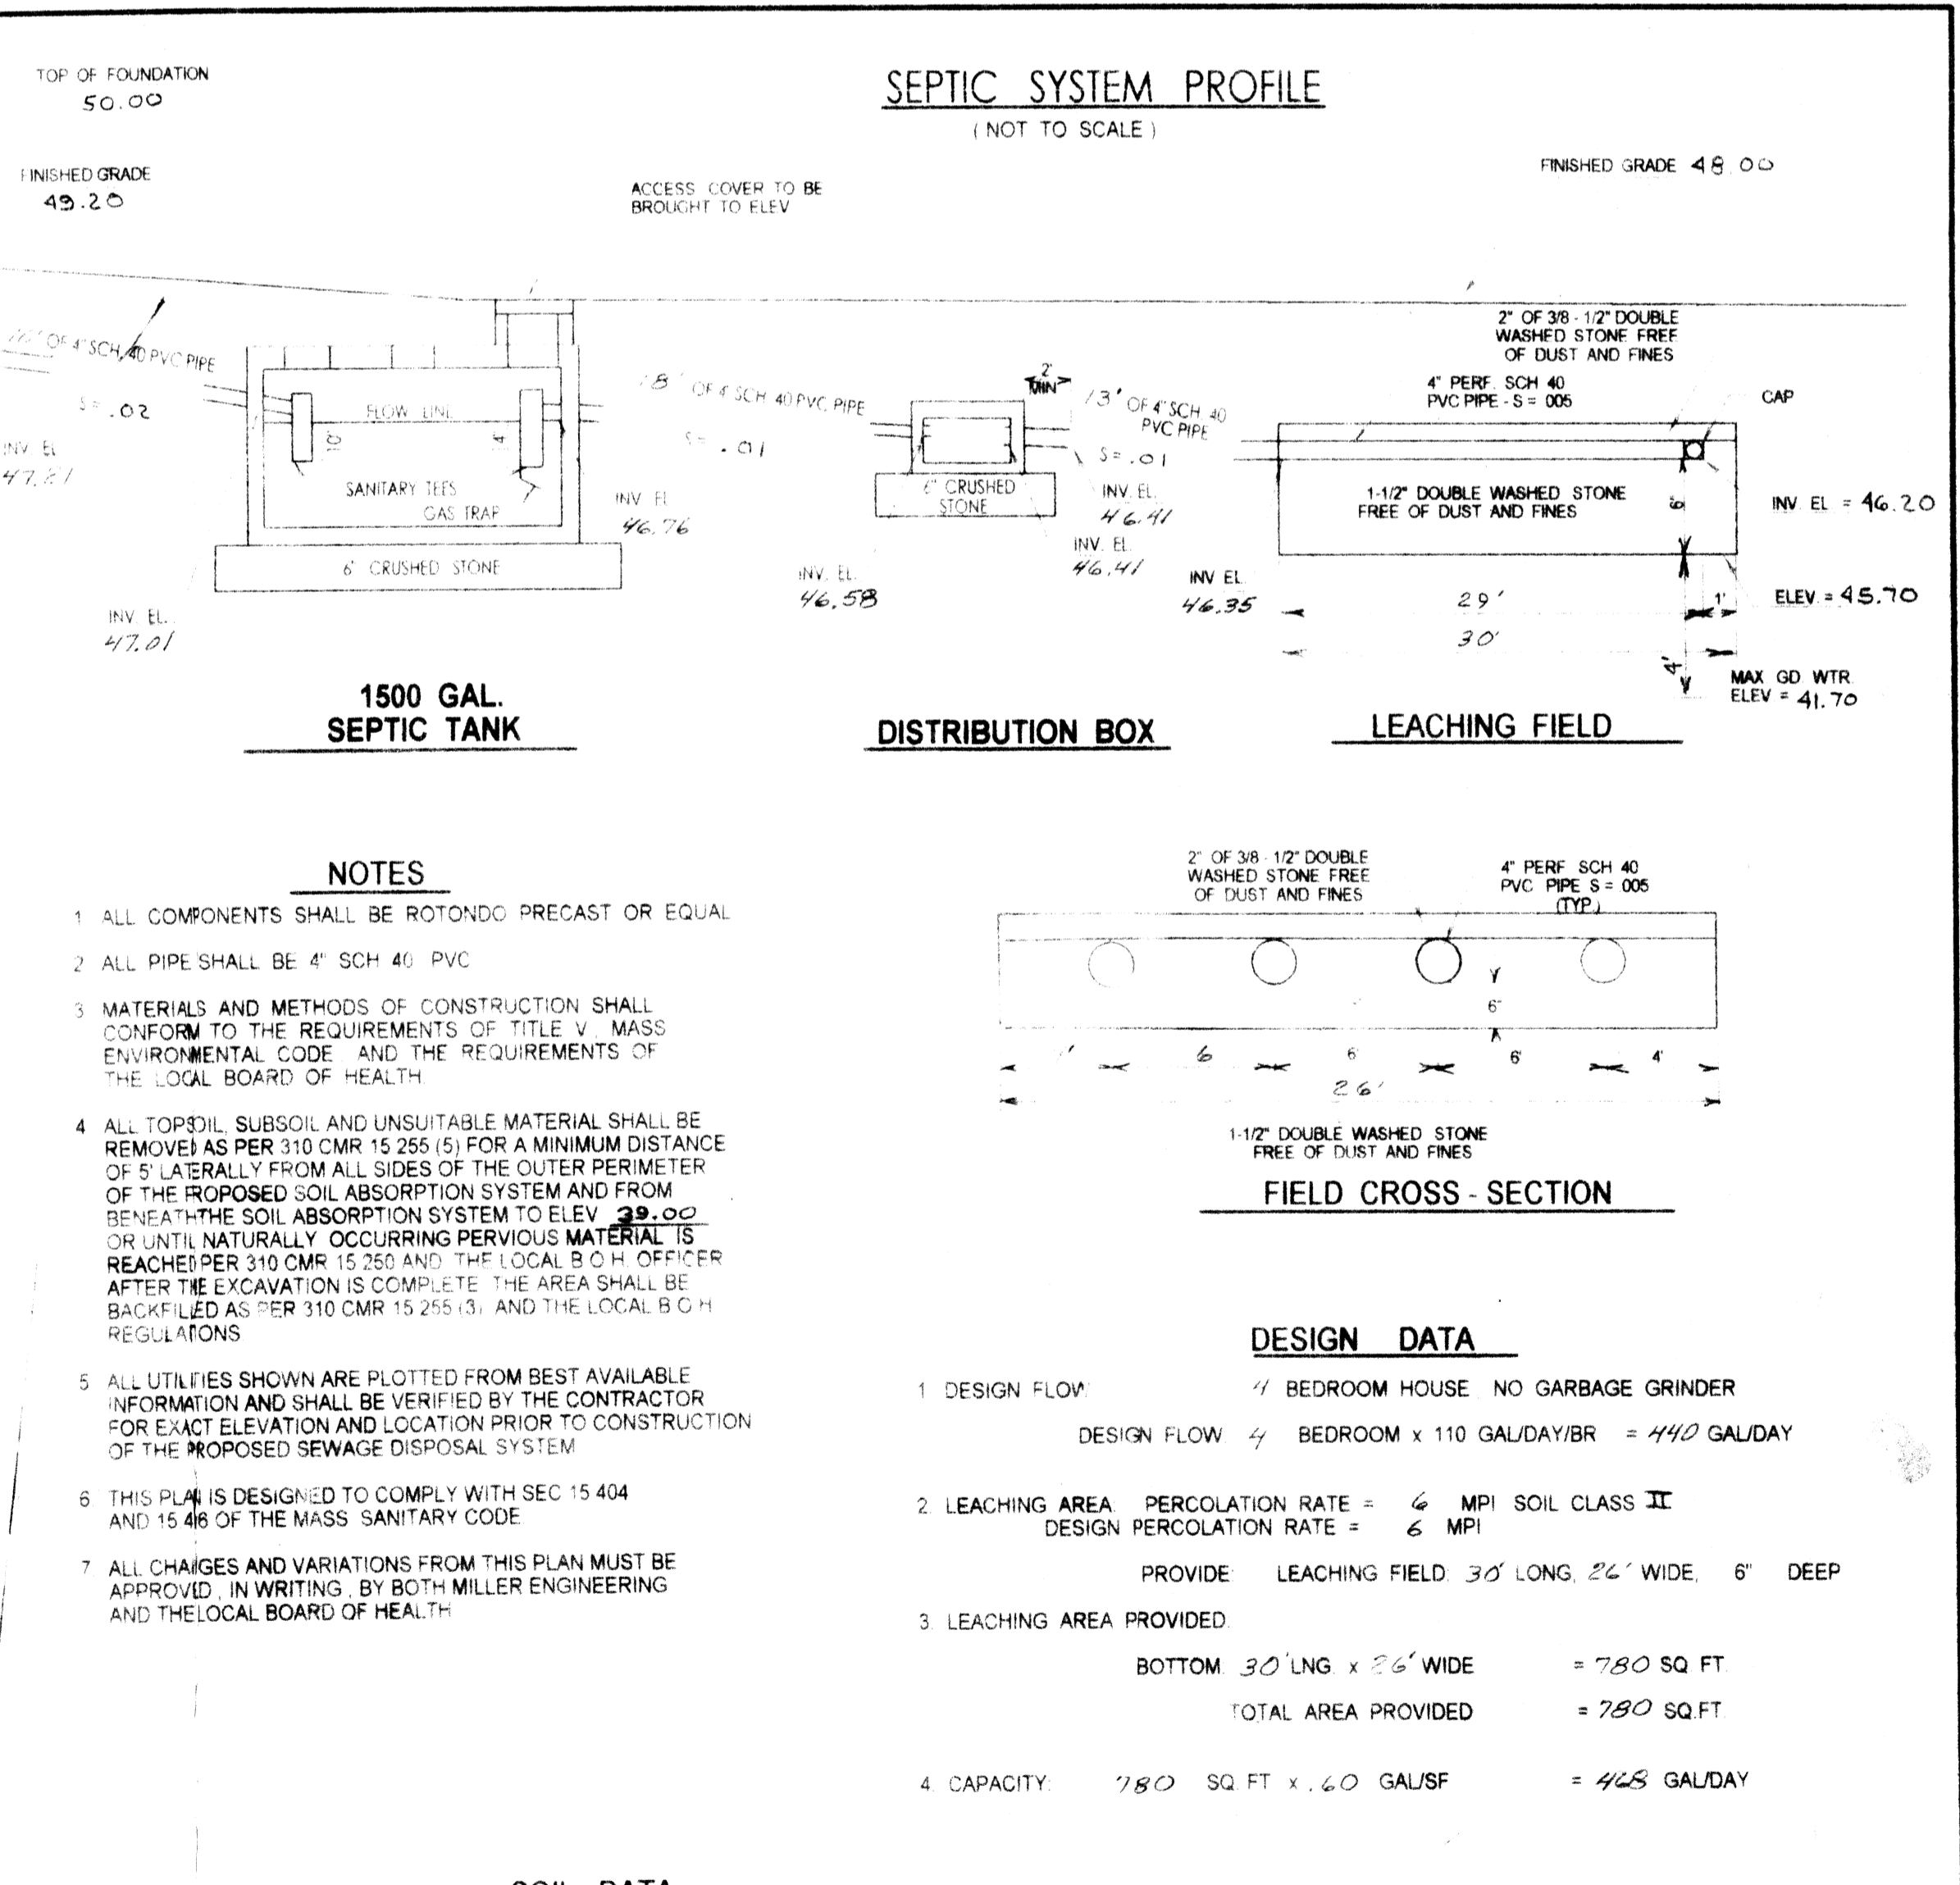 TOP OF FOUNDATION
50.00
SEPTIC SYSTEM PROFILE
( NOT TO SCALE )
FINISHED GRADE
49.20
ACCESS COVER TO BE
BROUGHT TO ELEV
FINISHED GRADE 48.00
OF 4" SCH 40 PVC PIPE
S = .02
INV. EL
FLOW LINE
10"
SANITARY TEES
GAS TRAP
6" CRUSHED STONE
INV. EL.
47.01
INV EL
46.76
18' OF 4" SCH 40 PVC PIPE
S = .01
2'
MIN
13' OF 4" SCH 40
PVC PIPE
S = .01
6" CRUSHED
STONE
INV. EL.
46.41
INV. EL.
46.41
INV. EL.
46.58
INV EL.
46.35
2" OF 3/8 - 1/2" DOUBLE
WASHED STONE FREE
OF DUST AND FINES
4" PERF. SCH 40
PVC PIPE - S = 005
CAP
1-1/2" DOUBLE WASHED STONE
FREE OF DUST AND FINES
6"
INV. EL = 46.20
29'
1'
ELEV. = 45.70
30'
4'
MAX GD WTR.
ELEV = 41.70
1500 GAL.
SEPTIC TANK
DISTRIBUTION BOX
LEACHING FIELD
NOTES
1 ALL COMPONENTS SHALL BE ROTONDO PRECAST OR EQUAL
2 ALL PIPE SHALL BE 4" SCH 40 PVC
3 MATERIALS AND METHODS OF CONSTRUCTION SHALL
CONFORM TO THE REQUIREMENTS OF TITLE V, MASS
ENVIRONMENTAL CODE AND THE REQUIREMENTS OF
THE LOCAL BOARD OF HEALTH.
4 ALL TOPSOIL, SUBSOIL AND UNSUITABLE MATERIAL SHALL BE
REMOVED AS PER 310 CMR 15 255 (5) FOR A MINIMUM DISTANCE
OF 5' LATERALLY FROM ALL SIDES OF THE OUTER PERIMETER
OF THE PROPOSED SOIL ABSORPTION SYSTEM AND FROM
BENEATH THE SOIL ABSORPTION SYSTEM TO ELEV 39.00
OR UNTIL NATURALLY OCCURRING PERVIOUS MATERIAL IS
REACHED PER 310 CMR 15 250 AND THE LOCAL B O H. OFFICER
AFTER THE EXCAVATION IS COMPLETE THE AREA SHALL BE
BACKFILLED AS PER 310 CMR 15 255 (3) AND THE LOCAL B O H
REGULATIONS
5 ALL UTILITIES SHOWN ARE PLOTTED FROM BEST AVAILABLE
INFORMATION AND SHALL BE VERIFIED BY THE CONTRACTOR
FOR EXACT ELEVATION AND LOCATION PRIOR TO CONSTRUCTION
OF THE PROPOSED SEWAGE DISPOSAL SYSTEM
6 THIS PLAN IS DESIGNED TO COMPLY WITH SEC 15 404
AND 15 416 OF THE MASS SANITARY CODE
7 ALL CHANGES AND VARIATIONS FROM THIS PLAN MUST BE
APPROVED, IN WRITING, BY BOTH MILLER ENGINEERING
AND THE LOCAL BOARD OF HEALTH
2" OF 3/8 - 1/2" DOUBLE
WASHED STONE FREE
OF DUST AND FINES
4" PERF SCH 40
PVC PIPE S = 005
(TYP.)
6"
6 6' 6' 4'
26'
1-1/2" DOUBLE WASHED STONE
FREE OF DUST AND FINES
FIELD CROSS - SECTION
DESIGN DATA
1 DESIGN FLOW: 4 BEDROOM HOUSE NO GARBAGE GRINDER
DESIGN FLOW 4 BEDROOM x 110 GAL/DAY/BR = 440 GAL/DAY
2. LEACHING AREA: PERCOLATION RATE = 6 MPI SOIL CLASS II
DESIGN PERCOLATION RATE = 6 MPI
PROVIDE: LEACHING FIELD: 30' LONG, 26' WIDE, 6" DEEP
3. LEACHING AREA PROVIDED.
BOTTOM. 30' LNG. x 26' WIDE = 780 SQ FT.
TOTAL AREA PROVIDED = 780 SQ.FT.
4. CAPACITY: 780 SQ. FT x .60 GAL/SF = 468 GAL/DAY
SOIL DATA